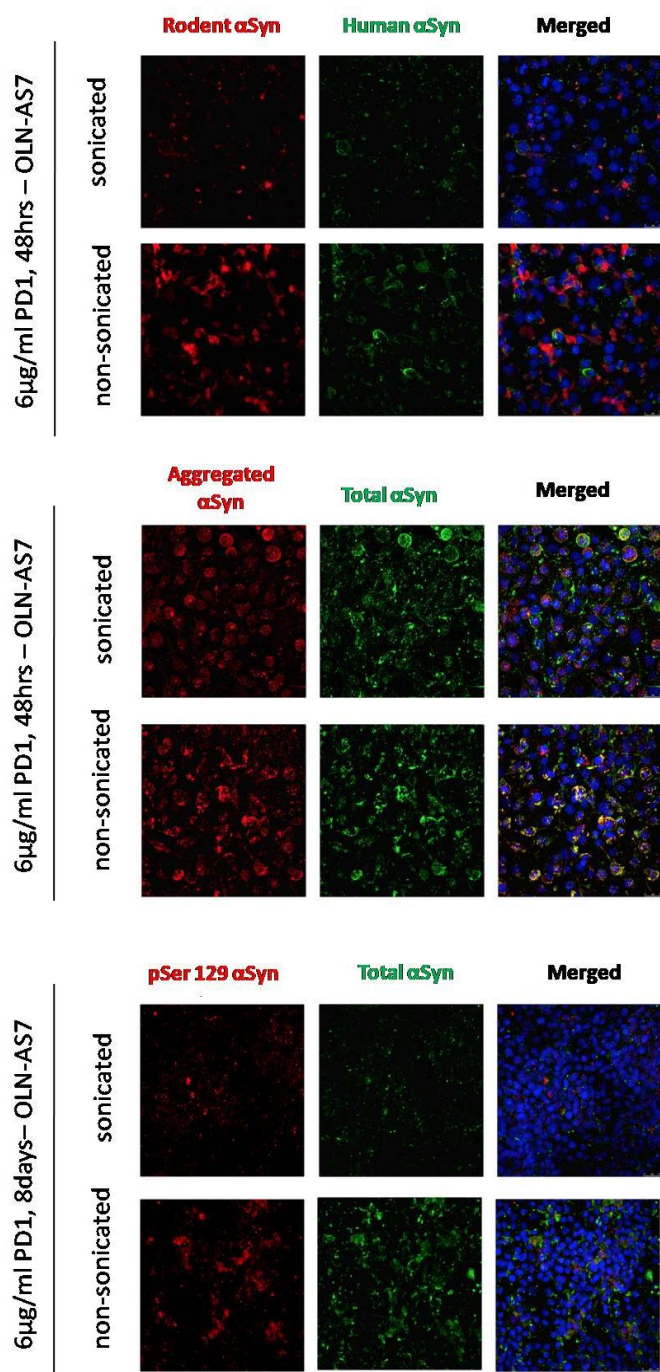 Rodent αSyn Human αSyn Merged
6µg/ml PD1, 48hrs – OLN-AS7
sonicated
non-sonicated
Aggregated αSyn Total αSyn Merged
6µg/ml PD1, 48hrs – OLN-AS7
sonicated
non-sonicated
pSer 129 αSyn Total αSyn Merged
6µg/ml PD1, 8days– OLN-AS7
sonicated
non-sonicated